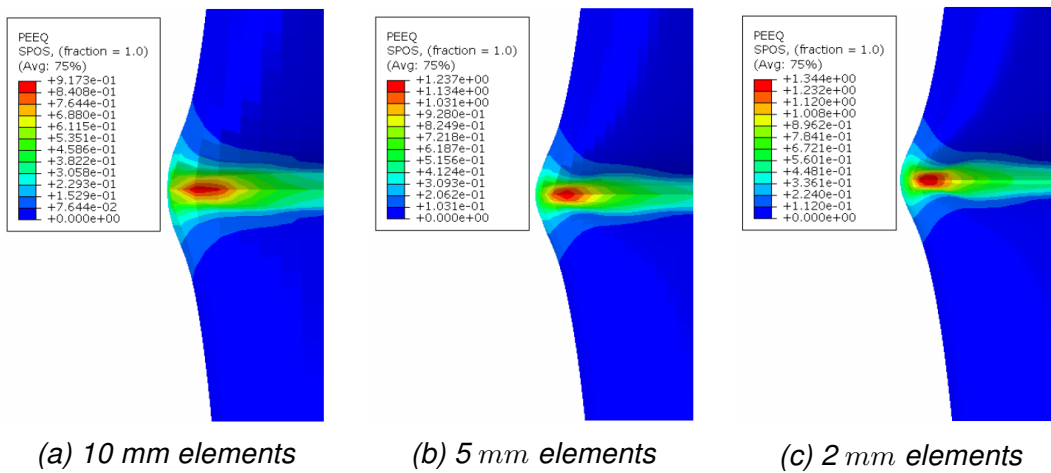 PEEQ
SPOS, (fraction = 1.0)
(Avg: 75%)
+9.173e-01
+8.408e-01
+7.644e-01
+6.880e-01
+6.115e-01
+5.351e-01
+4.586e-01
+3.822e-01
+3.058e-01
+2.293e-01
+1.529e-01
+7.644e-02
+0.000e+00
(a) 10 mm elements
PEEQ
SPOS, (fraction = 1.0)
(Avg: 75%)
+1.237e+00
+1.134e+00
+1.031e+00
+9.280e-01
+8.249e-01
+7.218e-01
+6.187e-01
+5.156e-01
+4.124e-01
+3.093e-01
+2.062e-01
+1.031e-01
+0.000e+00
(b) 5 mm elements
PEEQ
SPOS, (fraction = 1.0)
(Avg: 75%)
+1.344e+00
+1.232e+00
+1.120e+00
+1.008e+00
+8.962e-01
+7.841e-01
+6.721e-01
+5.601e-01
+4.481e-01
+3.361e-01
+2.240e-01
+1.120e-01
+0.000e+00
(c) 2 mm elements